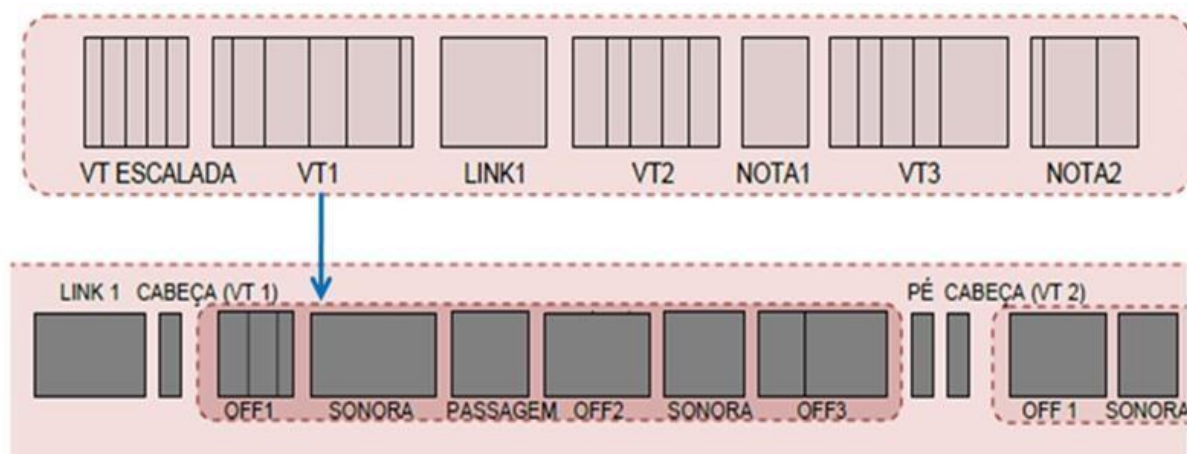 VT ESCALADA VT1 LINK1 VT2 NOTA1 VT3 NOTA2
LINK 1 CABEÇA (VT 1) PÉ CABEÇA (VT 2)
OFF1 SONORA PASSAGEM OFF2 SONORA OFF3 OFF 1 SONORA